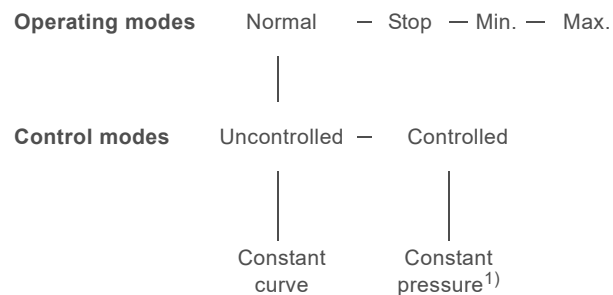 Operating modes Normal – Stop – Min. – Max.
Control modes Uncontrolled – Controlled
Constant curve Constant pressure1)